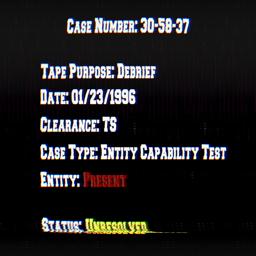 Case Number: 30-58-37
Tape Purpose: Debrief
Date: 01/23/1996
Clearance: TS
Case Type: Entity Capability Test
Entity: Present
Status: Unresolved